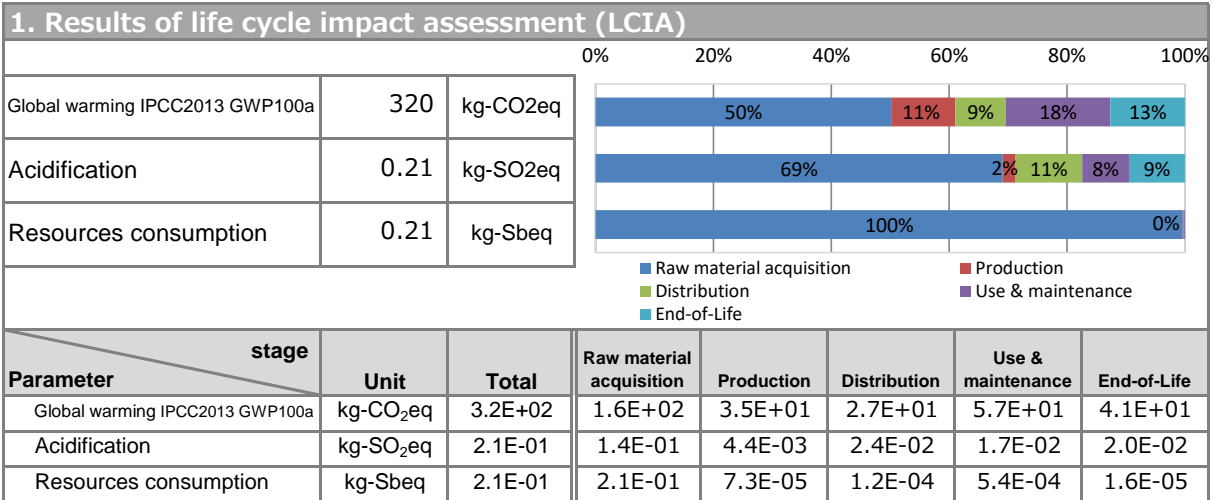 1. Results of life cycle impact assessment (LCIA)
0% 20% 40% 60% 80% 100%
Global warming IPCC2013 GWP100a 320 kg-CO2eq
50% 11% 9% 18% 13%
Acidification 0.21 kg-SO2eq
69% 2% 11% 8% 9%
Resources consumption 0.21 kg-Sbeq
100% 0%
Raw material acquisition Production
Distribution Use & maintenance
End-of-Life
stage
Parameter Unit Total Raw material acquisition Production Distribution Use & maintenance End-of-Life
Global warming IPCC2013 GWP100a kg-CO₂eq 3.2E+02 1.6E+02 3.5E+01 2.7E+01 5.7E+01 4.1E+01
Acidification kg-SO₂eq 2.1E-01 1.4E-01 4.4E-03 2.4E-02 1.7E-02 2.0E-02
Resources consumption kg-Sbeq 2.1E-01 2.1E-01 7.3E-05 1.2E-04 5.4E-04 1.6E-05